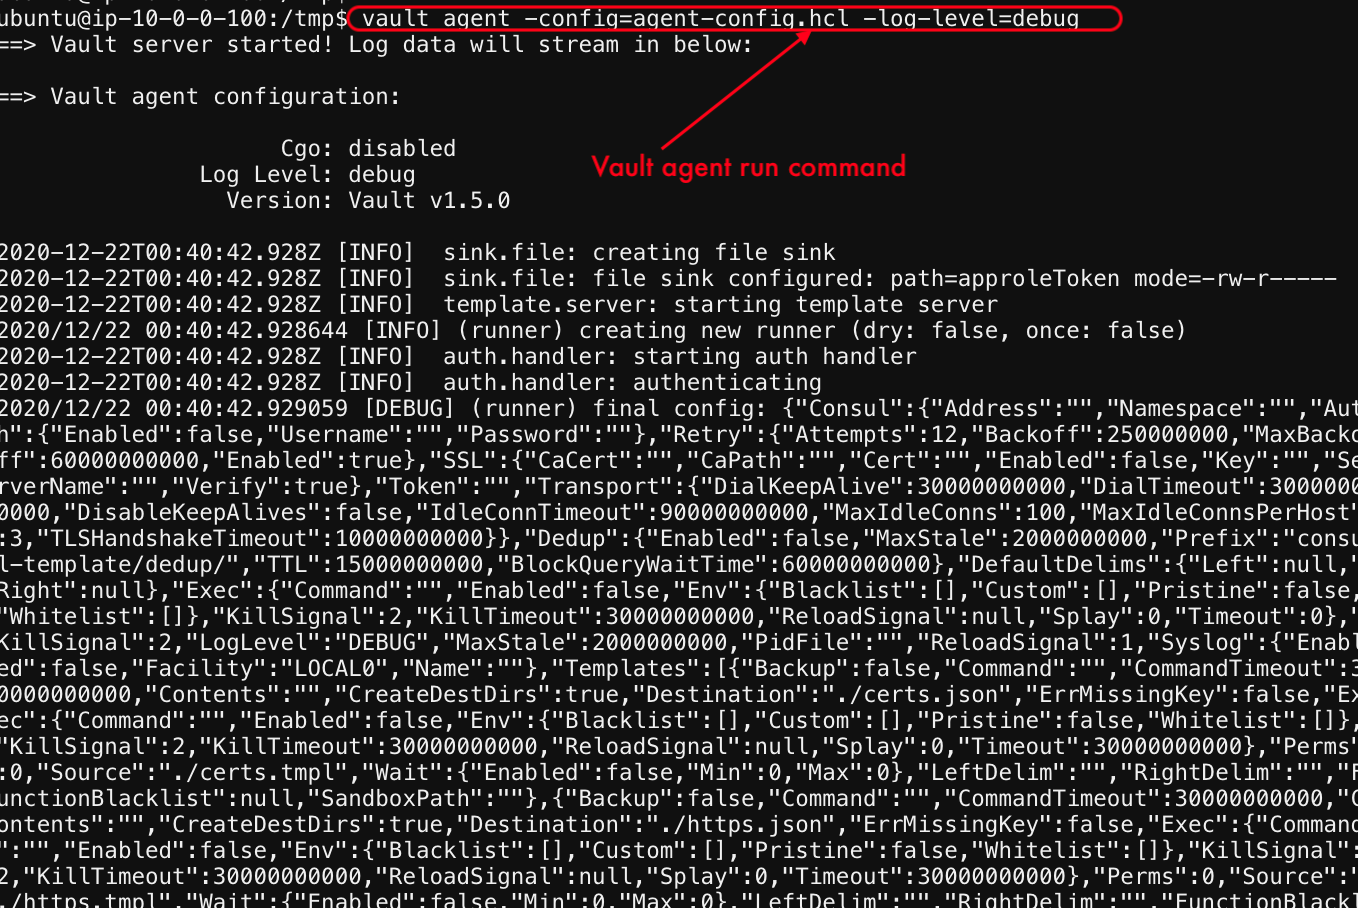 ubuntu@ip-10-0-0-100:/tmp$ vault agent -config=agent-config.hcl -log-level=debug
==> Vault server started! Log data will stream in below:
==> Vault agent configuration:
Cgo: disabled
Vault agent run command
Log Level: debug
Version: Vault v1.5.0
2020-12-22T00:40:42.928Z [INFO]  sink.file: creating file sink
2020-12-22T00:40:42.928Z [INFO]  sink.file: file sink configured: path=approleToken mode=-rw-r-----
2020-12-22T00:40:42.928Z [INFO]  template.server: starting template server
2020/12/22 00:40:42.928644 [INFO] (runner) creating new runner (dry: false, once: false)
2020-12-22T00:40:42.928Z [INFO]  auth.handler: starting auth handler
2020-12-22T00:40:42.928Z [INFO]  auth.handler: authenticating
2020/12/22 00:40:42.929059 [DEBUG] (runner) final config: {"Consul":{"Address":"","Namespace":"","Aut
h":{"Enabled":false,"Username":"","Password":""},"Retry":{"Attempts":12,"Backoff":250000000,"MaxBacko
ff":60000000000,"Enabled":true},"SSL":{"CaCert":"","CaPath":"","Cert":"","Enabled":false,"Key":"","Se
rverName":"","Verify":true},"Token":"","Transport":{"DialKeepAlive":30000000000,"DialTimeout":3000000
0000,"DisableKeepAlives":false,"IdleConnTimeout":90000000000,"MaxIdleConns":100,"MaxIdleConnsPerHost"
:3,"TLSHandshakeTimeout":10000000000}},"Dedup":{"Enabled":false,"MaxStale":2000000000,"Prefix":"consu
l-template/dedup/","TTL":15000000000,"BlockQueryWaitTime":60000000000},"DefaultDelims":{"Left":null,"
Right":null},"Exec":{"Command":"","Enabled":false,"Env":{"Blacklist":[],"Custom":[],"Pristine":false,
"Whitelist":[]},"KillSignal":2,"KillTimeout":30000000000,"ReloadSignal":null,"Splay":0,"Timeout":0},"
KillSignal":2,"LogLevel":"DEBUG","MaxStale":2000000000,"PidFile":"","ReloadSignal":1,"Syslog":{"Enabl
ed":false,"Facility":"LOCAL0","Name":""},"Templates":[{"Backup":false,"Command":"","CommandTimeout":3
0000000000,"Contents":"","CreateDestDirs":true,"Destination":"./certs.json","ErrMissingKey":false,"Ex
ec":{"Command":"","Enabled":false,"Env":{"Blacklist":[],"Custom":[],"Pristine":false,"Whitelist":[]},
"KillSignal":2,"KillTimeout":30000000000,"ReloadSignal":null,"Splay":0,"Timeout":30000000000},"Perms"
:0,"Source":"./certs.tmpl","Wait":{"Enabled":false,"Min":0,"Max":0},"LeftDelim":"","RightDelim":"","F
unctionBlacklist":null,"SandboxPath":""},{"Backup":false,"Command":"","CommandTimeout":30000000000,"C
ontents":"","CreateDestDirs":true,"Destination":"./https.json","ErrMissingKey":false,"Exec":{"Command
":"","Enabled":false,"Env":{"Blacklist":[],"Custom":[],"Pristine":false,"Whitelist":[]},"KillSignal":
2,"KillTimeout":30000000000,"ReloadSignal":null,"Splay":0,"Timeout":30000000000},"Perms":0,"Source":"
./https.tmpl","Wait":{"Enabled":false,"Min":0,"Max":0},"LeftDelim":"","RightDelim":"","FunctionBlackl